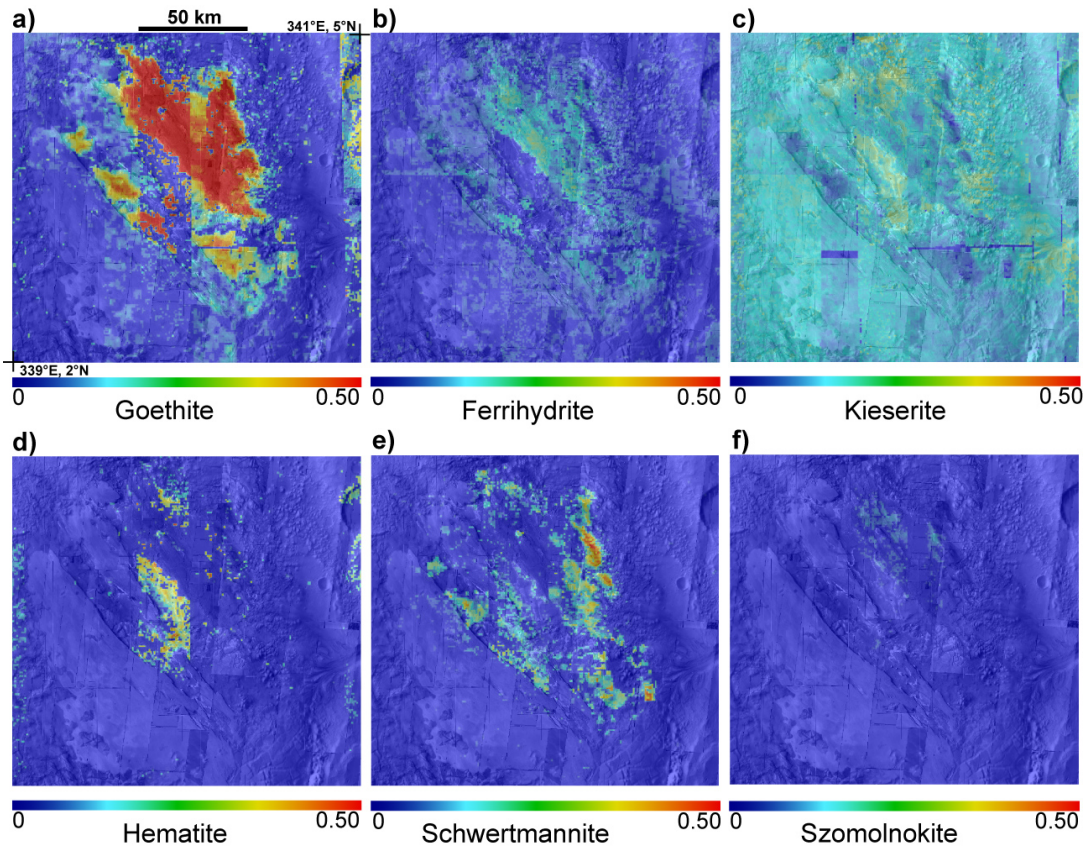 a)
50 km
341°E, 5°N
b)
c)
339°E, 2°N
0
0.50
Goethite
0
0.50
Ferrihydrite
0
0.50
Kieserite
d)
e)
f)
0
0.50
Hematite
0
0.50
Schwertmannite
0
0.50
Szomolnokite